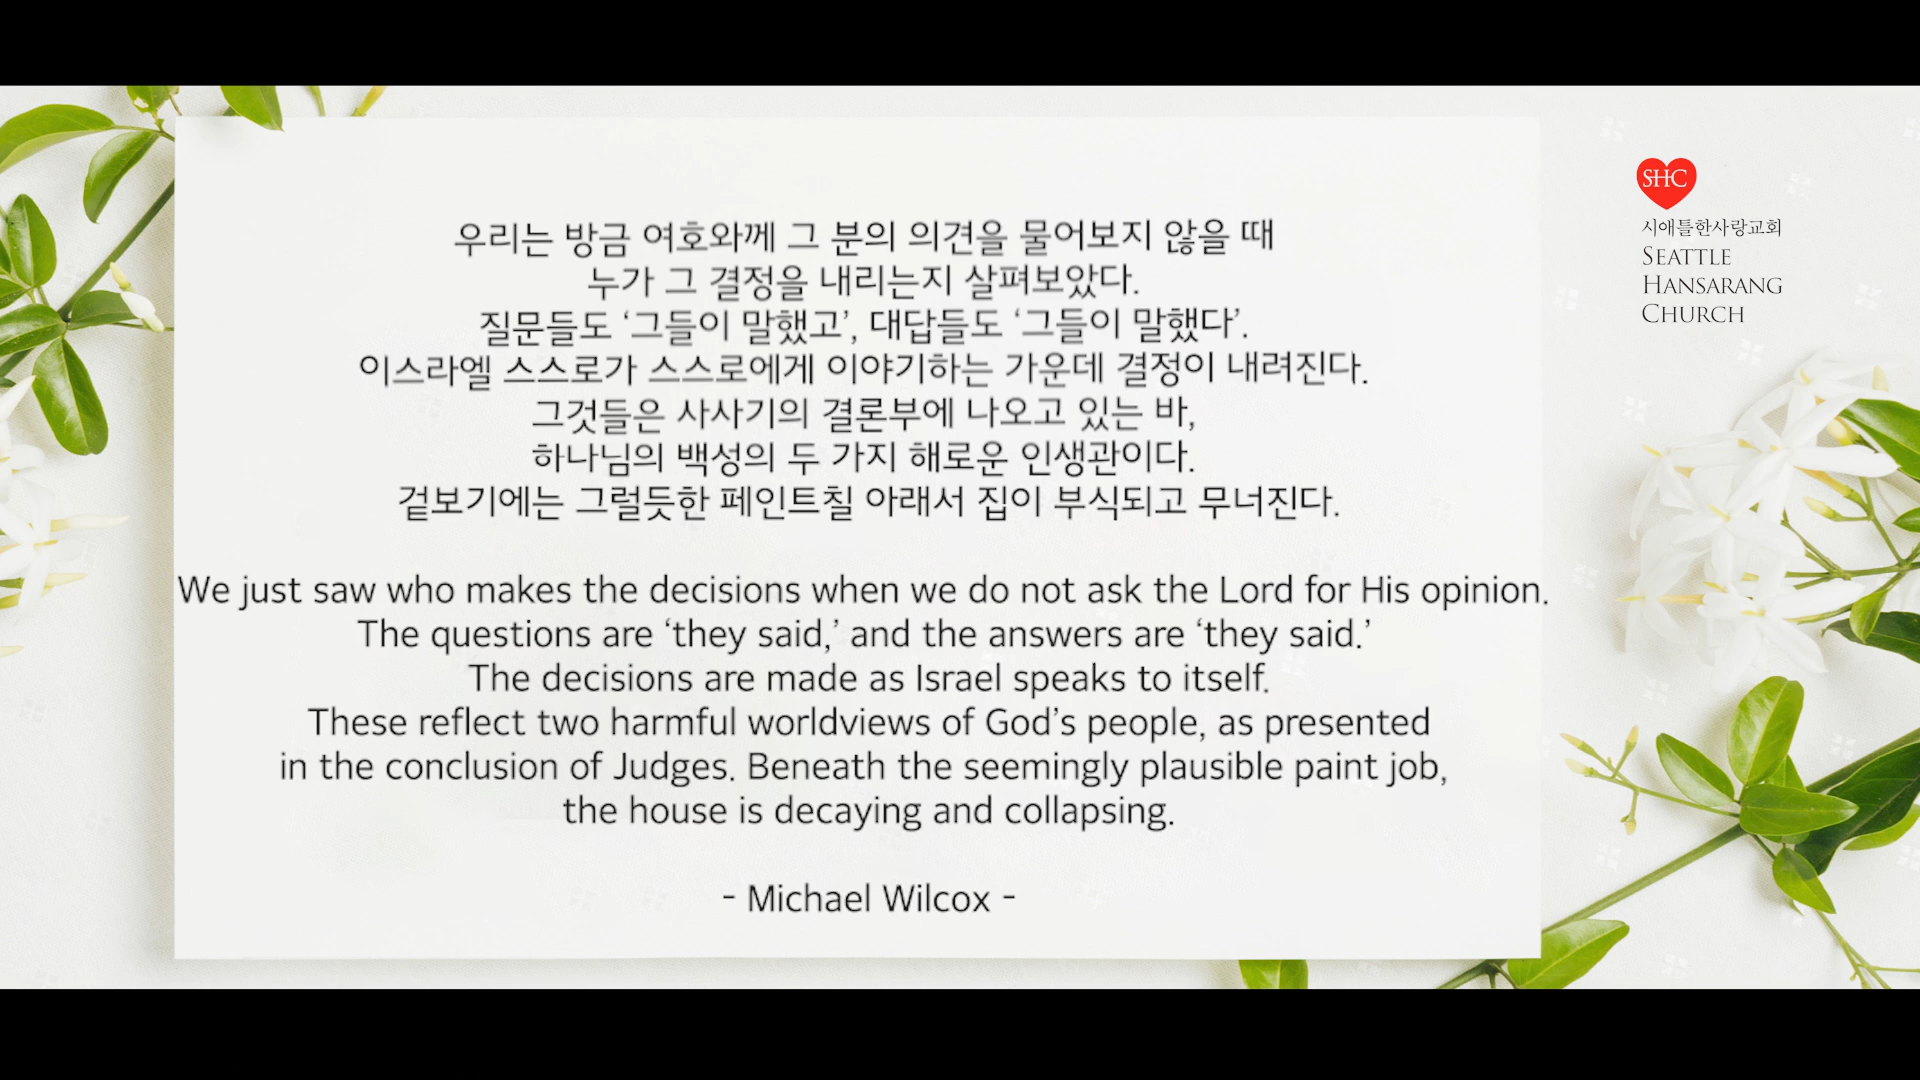 우리는 방금 여호와께 그 분의 의견을 물어보지 않을 때
누가 그 결정을 내리는지 살펴보았다.
질문들도 ‘그들이 말했고’, 대답들도 ‘그들이 말했다’.
이스라엘 스스로가 스스로에게 이야기하는 가운데 결정이 내려진다.
그것들은 사사기의 결론부에 나오고 있는 바,
하나님의 백성의 두 가지 해로운 인생관이다.
겉보기에는 그럴듯한 페인트칠 아래서 집이 부식되고 무너진다.
We just saw who makes the decisions when we do not ask the Lord for His opinion.
The questions are ‘they said,’ and the answers are ‘they said.’
The decisions are made as Israel speaks to itself.
These reflect two harmful worldviews of God’s people, as presented
in the conclusion of Judges. Beneath the seemingly plausible paint job,
the house is decaying and collapsing.
- Michael Wilcox -
SHC
시애틀한사랑교회
SEATTLE
HANSARANG
CHURCH